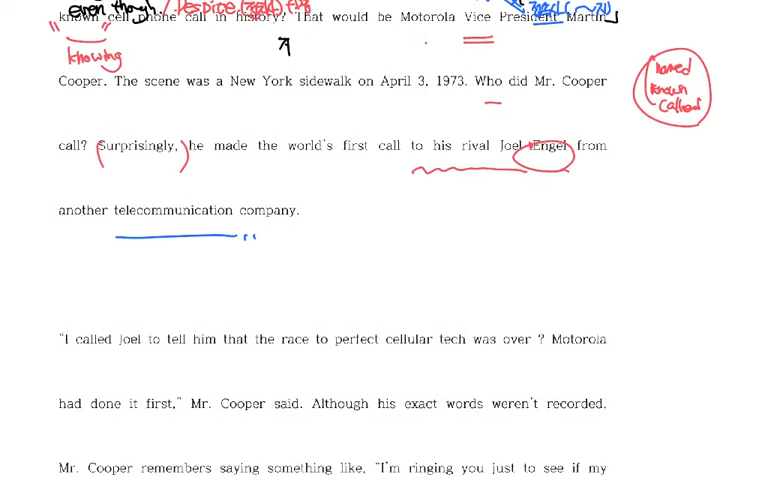 even though / Despite
known cell phone call in history? That would be Motorola Vice President Martin
knowing
Cooper. The scene was a New York sidewalk on April 3, 1973. Who did Mr. Cooper
named
known
called
call? Surprisingly, he made the world's first call to his rival Joel Engel from
another telecommunication company.
"I called Joel to tell him that the race to perfect cellular tech was over ? Motorola
had done it first," Mr. Cooper said. Although his exact words weren't recorded,
Mr. Cooper remembers saying something like, "I'm ringing you just to see if my